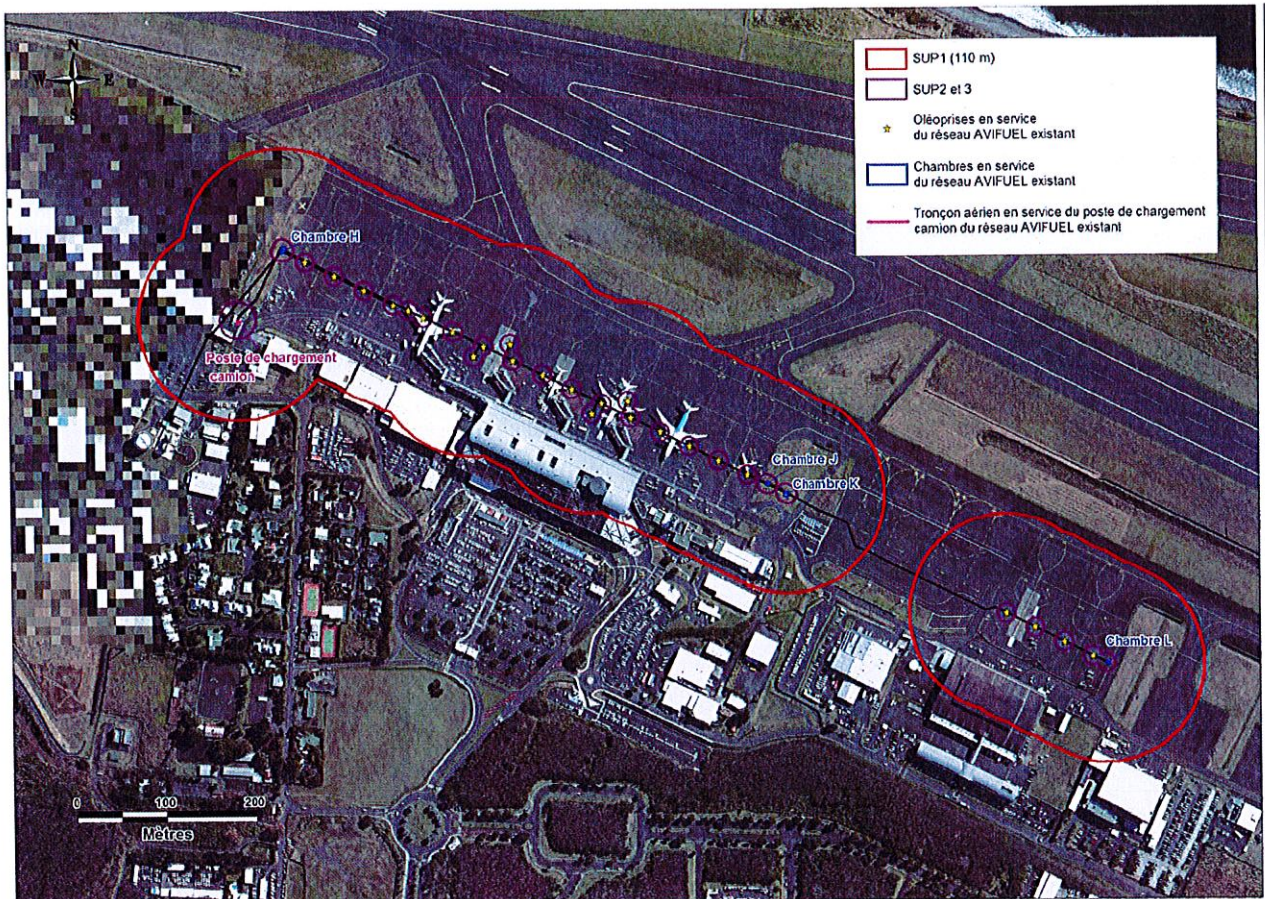 N
W E
SUP1 (110 m)
SUP2 et 3
Oléoprises en service
du réseau AVIFUEL existant
Chambres en service
du réseau AVIFUEL existant
Tronçon aérien en service du poste de chargement
camion du réseau AVIFUEL existant
Chambre H
Poste de chargement
camion
Chambre J
Chambre K
Chambre L
0 100 200
Mètres